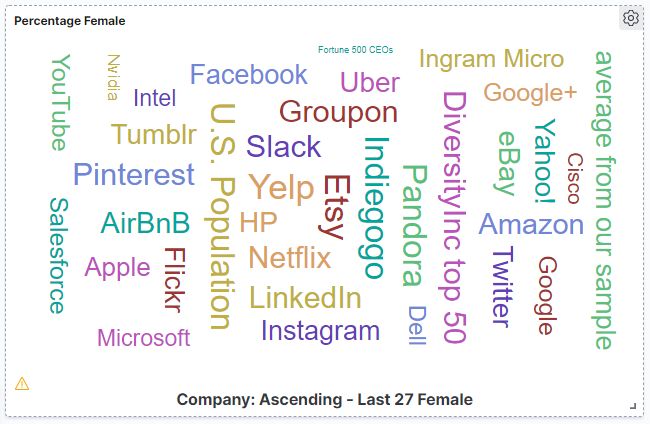 Percentage Female
Fortune 500 CEOs
YouTube
Nvidia
Facebook
Ingram Micro
average from our sample
Intel
Uber
Google+
U.S. Population
Groupon
DiversityInc top 50
Tumblr
Slack
Indiegogo
eBay
Yahoo!
Cisco
Pinterest
Yelp
Etsy
Pandora
Salesforce
AirBnB
HP
Amazon
Apple
Flickr
Netflix
Twitter
Google
LinkedIn
Dell
Microsoft
Instagram
Company: Ascending - Last 27 Female